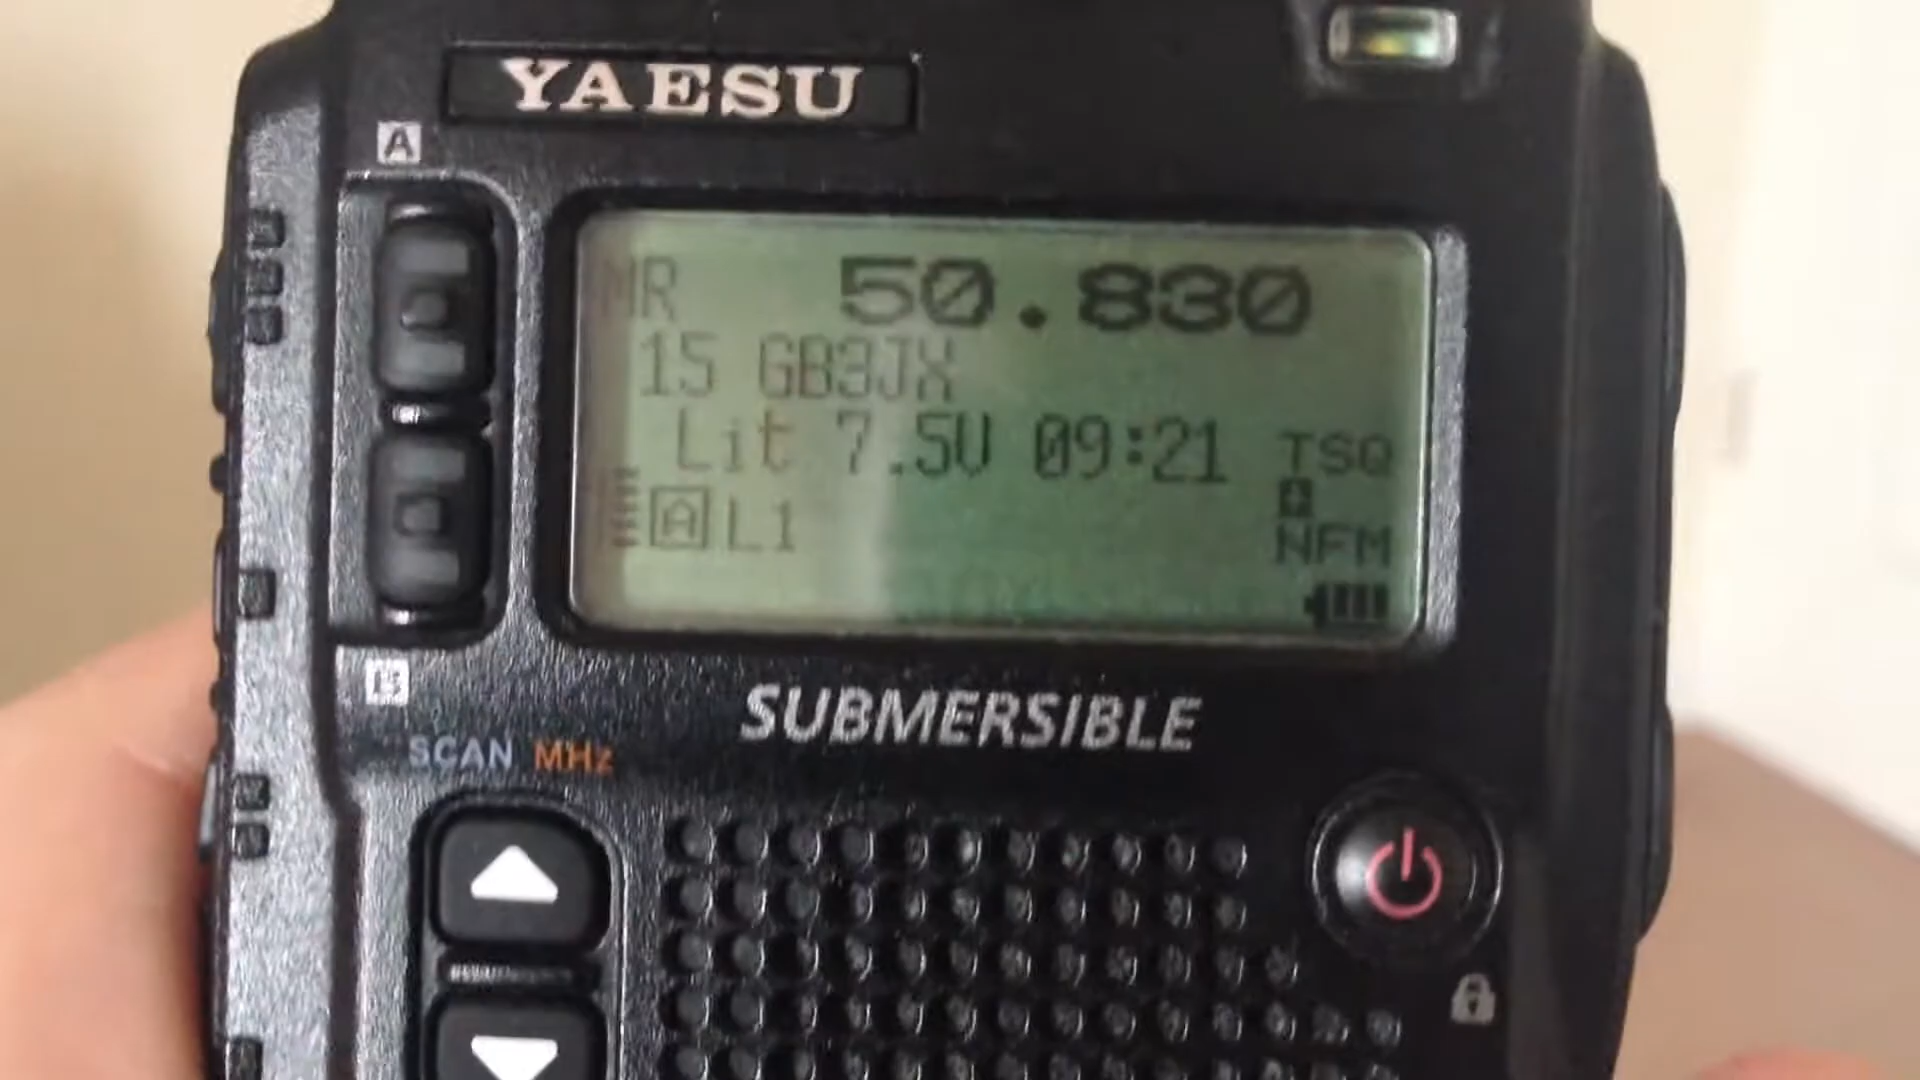 YAESU
A
MR 50.830
15 GB3JX
Lit 7.5V 09:21 TSQ
A L1
NFM
B
SUBMERSIBLE
SCAN MHz